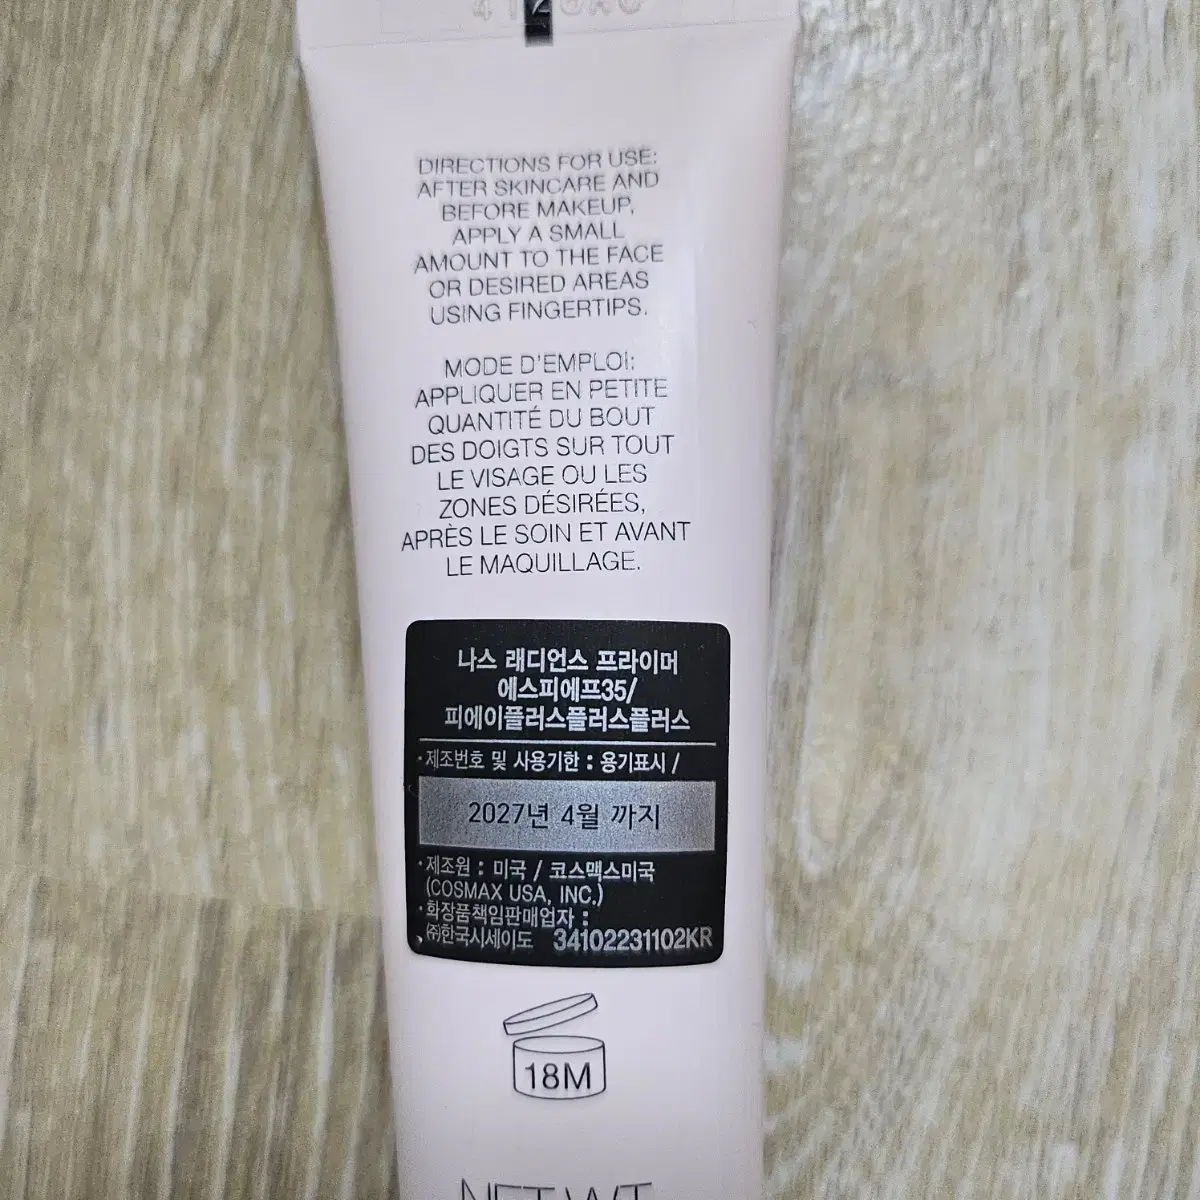 DIRECTIONS FOR USE:
AFTER SKINCARE AND
BEFORE MAKEUP,
APPLY A SMALL
AMOUNT TO THE FACE
OR DESIRED AREAS
USING FINGERTIPS.
MODE D'EMPLOI:
APPLIQUER EN PETITE
QUANTITÉ DU BOUT
DES DOIGTS SUR TOUT
LE VISAGE OU LES
ZONES DÉSIRÉES,
APRÈS LE SOIN ET AVANT
LE MAQUILLAGE.
나스 래디언스 프라이머
에스피에프35/
피에이플러스플러스플러스
·제조번호 및 사용기한 : 용기표시 /
2027년 4월 까지
·제조원 : 미국 / 코스맥스미국
(COSMAX USA, INC.)
·화장품책임판매업자 :
㈜한국시세이도 34102231102KR
18M
NET WT